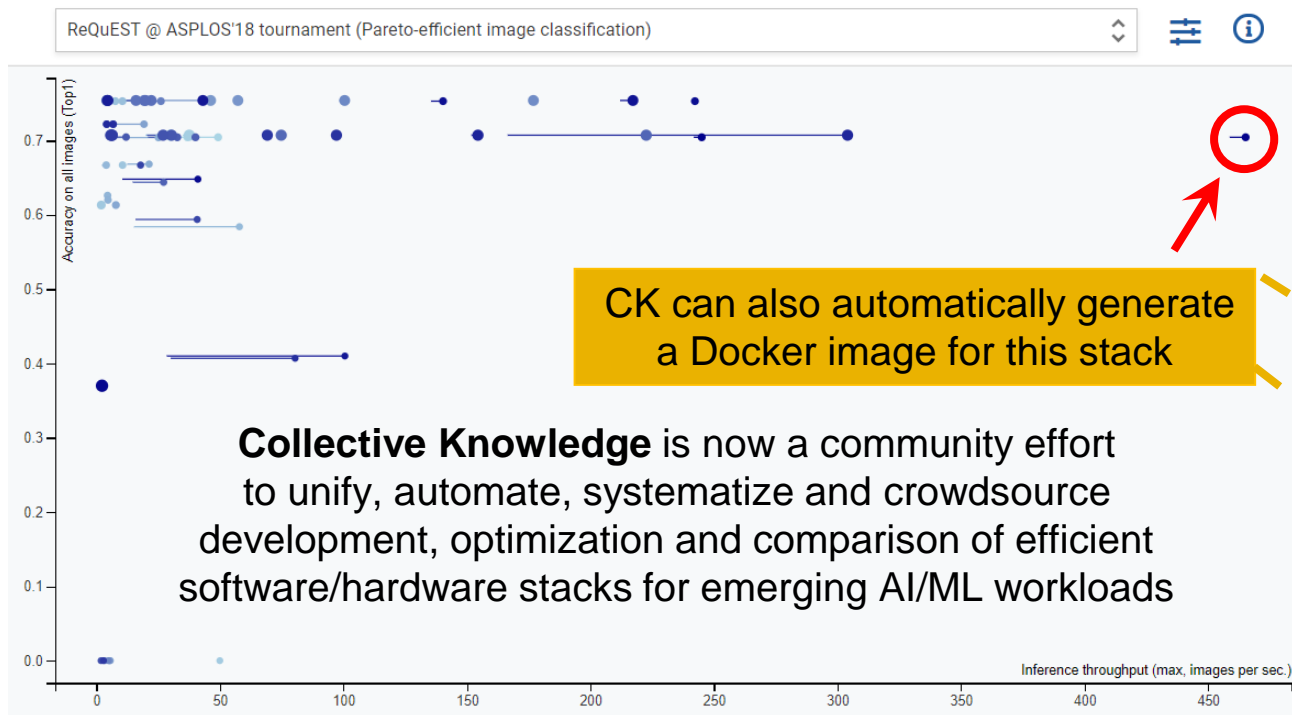 ReQuEST @ ASPLOS'18 tournament (Pareto-efficient image classification)
Accuracy on all images (Top1)
0.7
0.6
0.5
0.4
0.3
0.2
0.1
0.0
CK can also automatically generate
a Docker image for this stack
Collective Knowledge is now a community effort
to unify, automate, systematize and crowdsource
development, optimization and comparison of efficient
software/hardware stacks for emerging AI/ML workloads
Inference throughput (max, images per sec.)
0 50 100 150 200 250 300 350 400 450